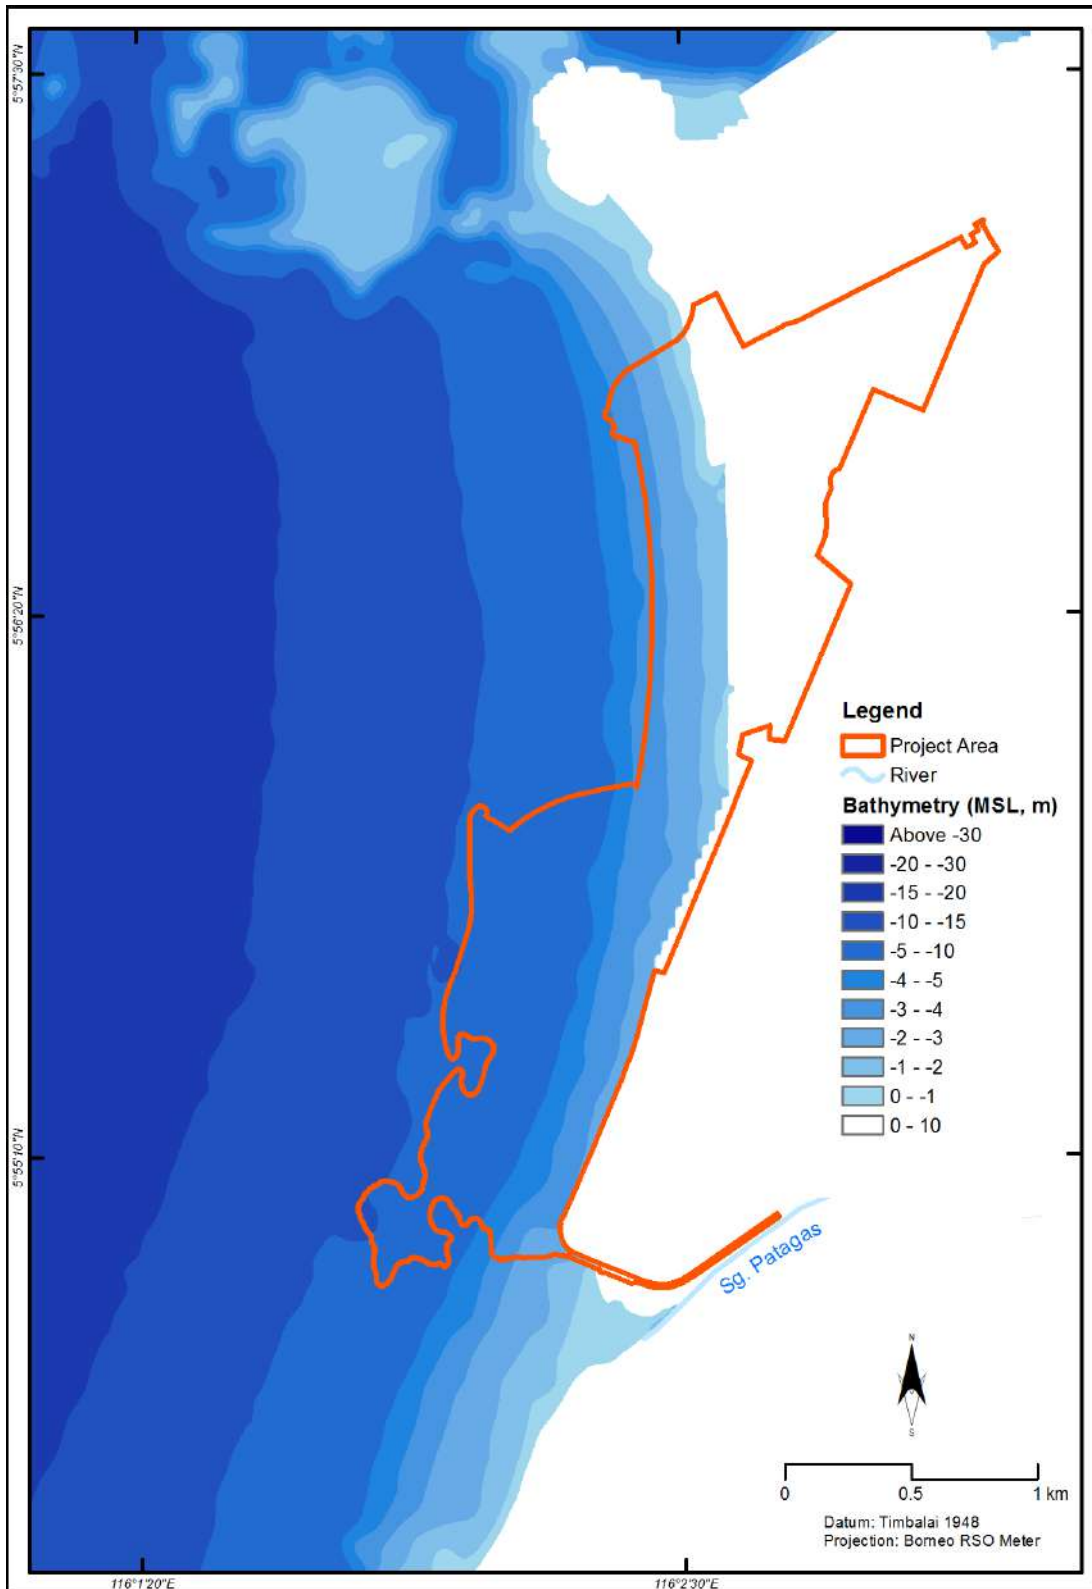 5°57'30"N
5°56'20"N
5°55'10"N
Legend
Project Area
River
Bathymetry (MSL, m)
Above -30
-20 - -30
-15 - -20
-10 - -15
-5 - -10
-4 - -5
-3 - -4
-2 - -3
-1 - -2
0 - -1
0 - 10
Sg. Patagas
N
S
0 0.5 1 km
Datum: Timbalai 1948
Projection: Borneo RSO Meter
116°1'20"E 116°2'30"E